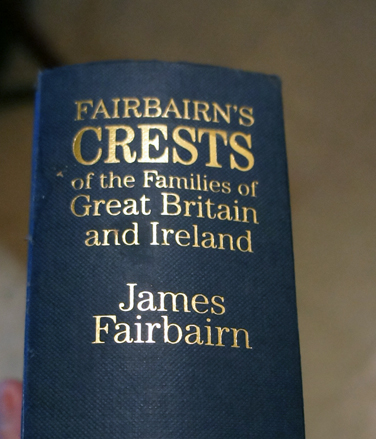 FAIRBAIRN'S
CRESTS
of the Families of
Great Britain
and Ireland
James
Fairbairn